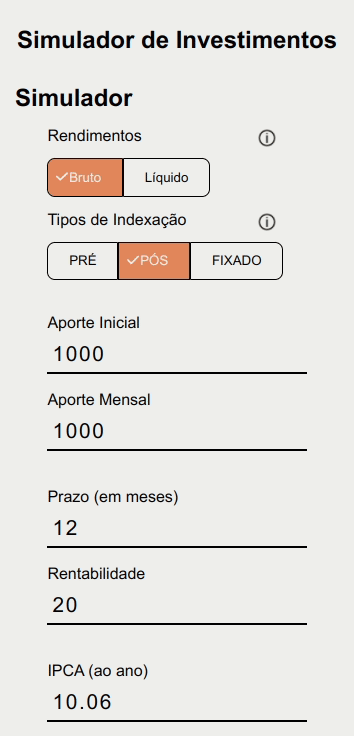 Simulador de Investimentos
Simulador
Rendimentos
Bruto Líquido
Tipos de Indexação
PRÉ PÓS FIXADO
Aporte Inicial
1000
Aporte Mensal
1000
Prazo (em meses)
12
Rentabilidade
20
IPCA (ao ano)
10.06